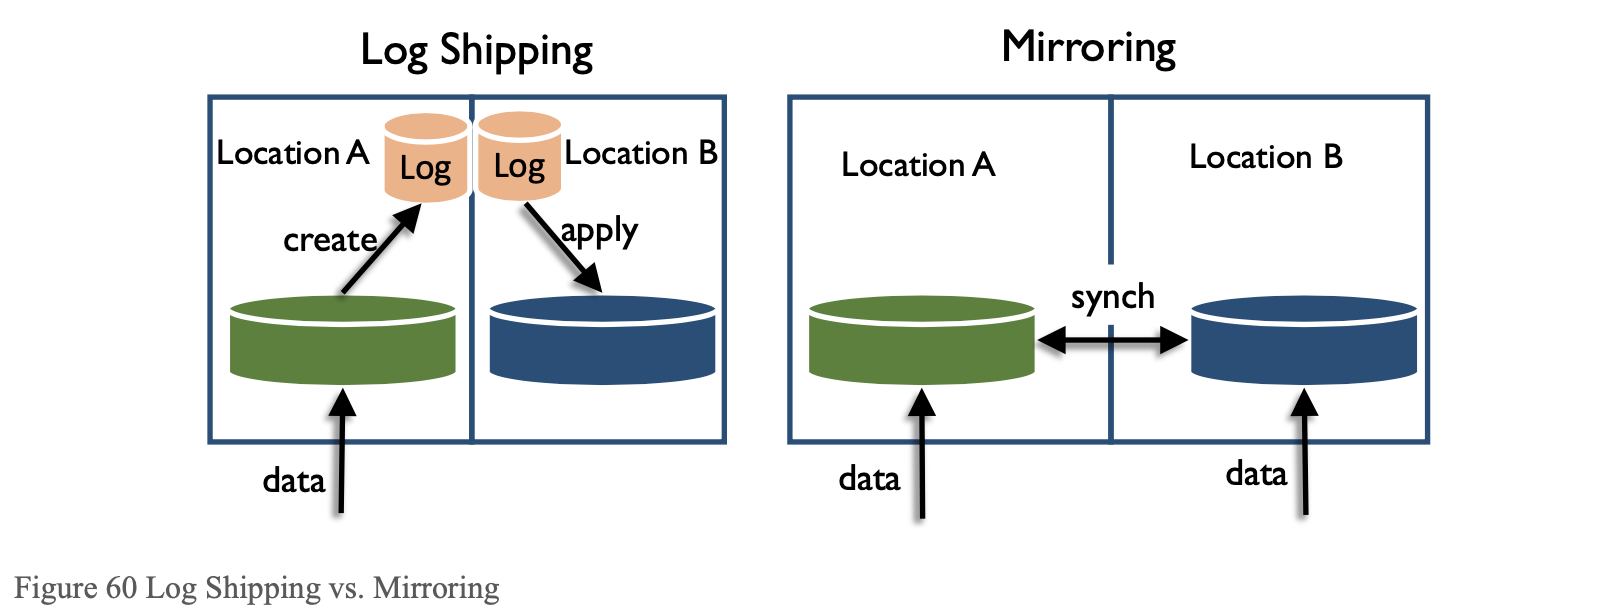 Log Shipping
Mirroring
Location A
Log
Log
Location B
create
apply
data
Location A
Location B
synch
data
data
Figure 60 Log Shipping vs. Mirroring